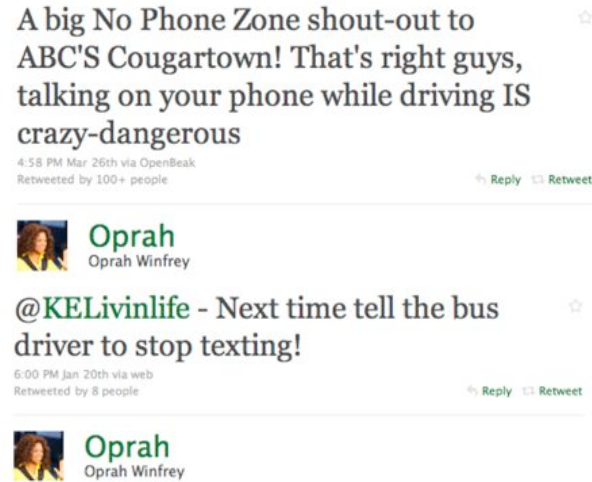 A big No Phone Zone shout-out to
ABC'S Cougartown! That's right guys,
talking on your phone while driving IS
crazy-dangerous
4:58 PM Mar 26th via OpenBeak
Retweeted by 100+ people
Reply Retweet
Oprah
Oprah Winfrey
@KELivinlife - Next time tell the bus
driver to stop texting!
6:00 PM Jan 20th via web
Retweeted by 8 people
Reply Retweet
Oprah
Oprah Winfrey